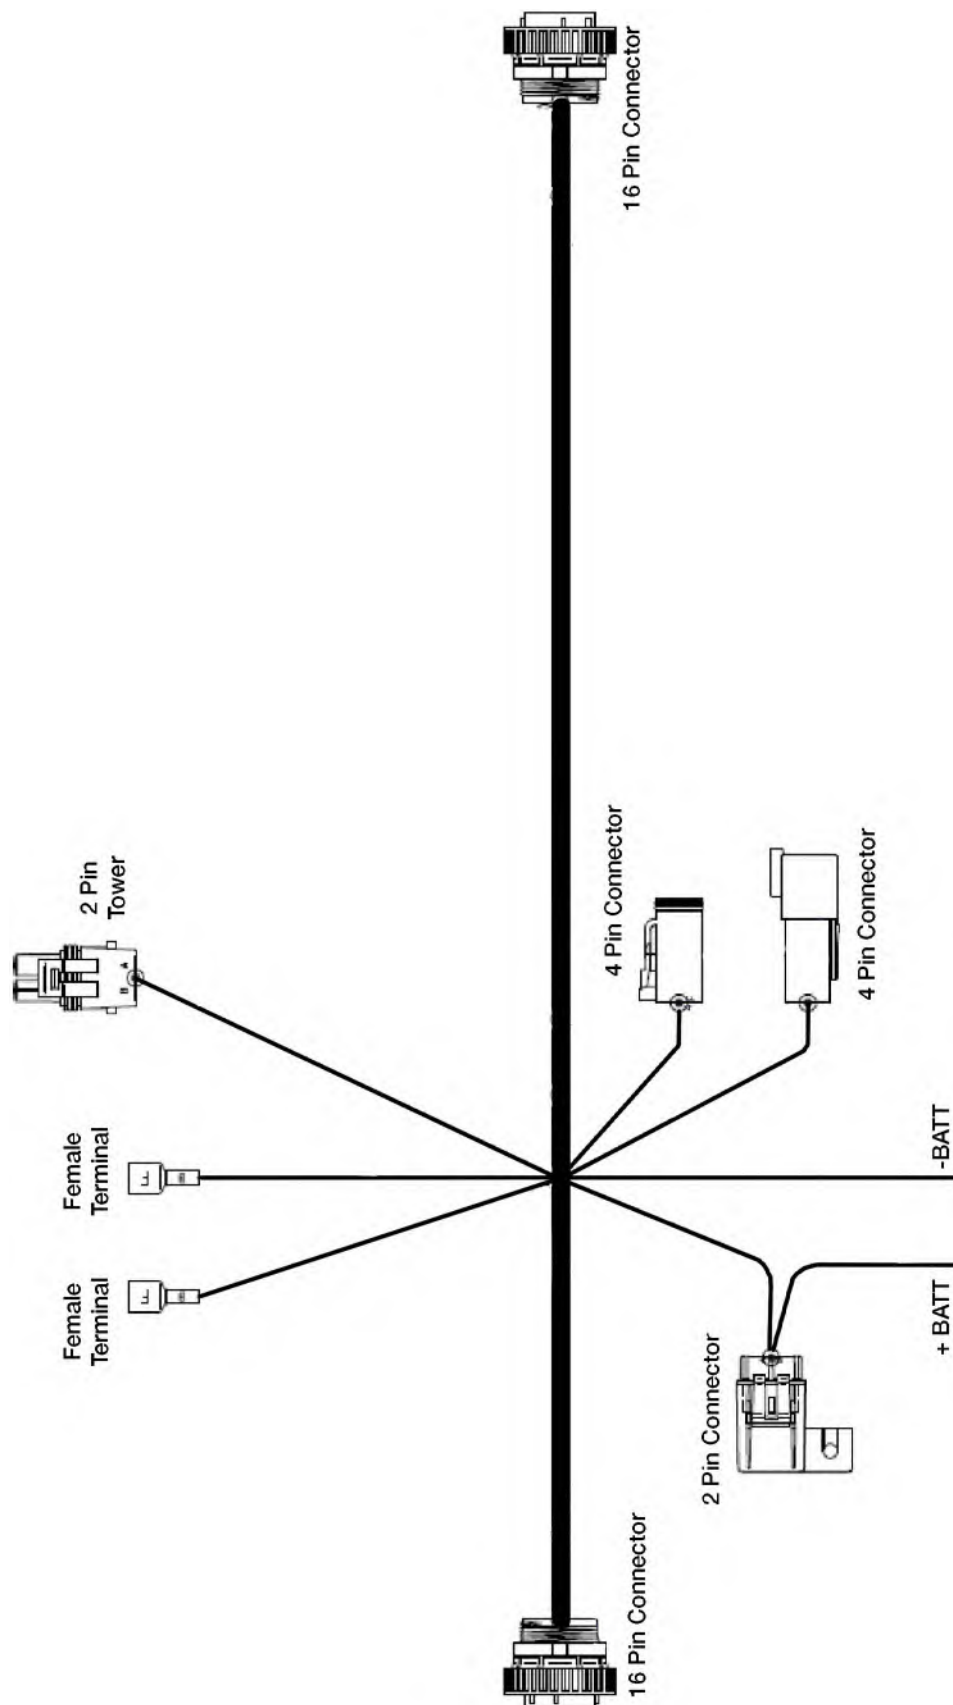 16 Pin Connector
2 Pin
Tower
B A
4 Pin Connector
4 Pin Connector
Female
Terminal
F
Female
Terminal
F
-BATT
+ BATT
2 Pin Connector
16 Pin Connector